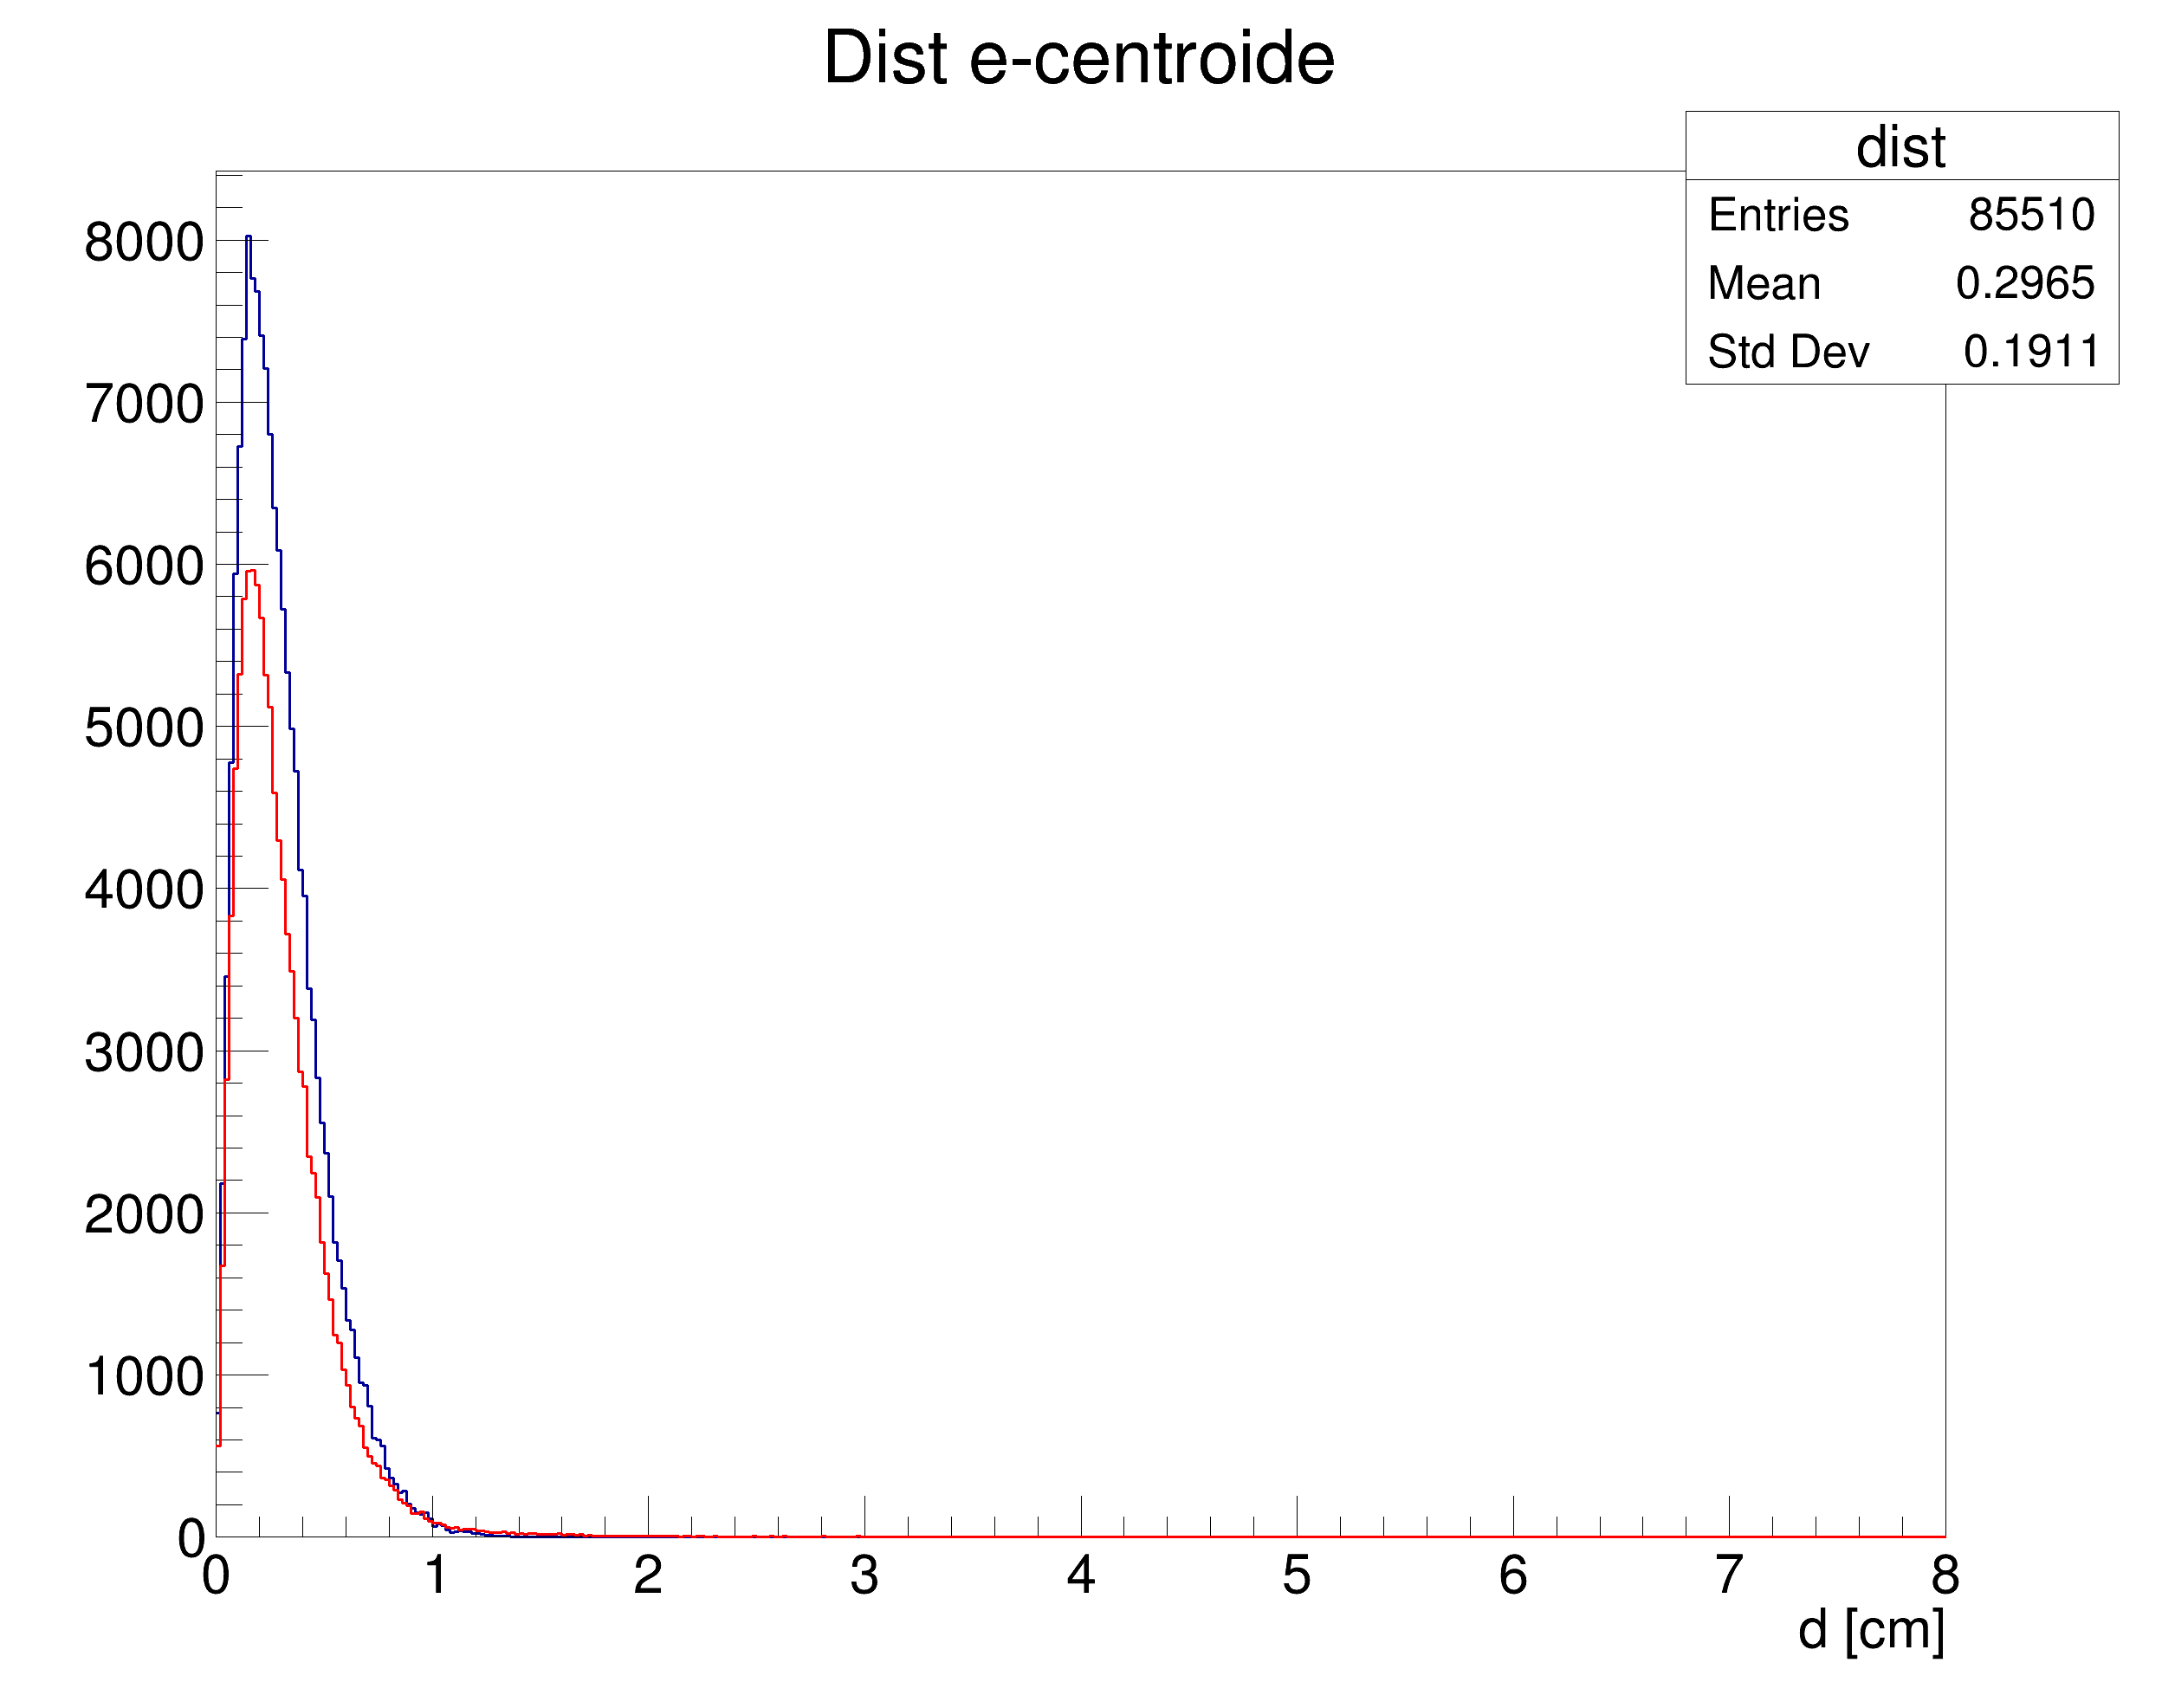 Dist e-centroide
dist
Entries 85510
Mean 0.2965
Std Dev 0.1911
8000
7000
6000
5000
4000
3000
2000
1000
0
0 1 2 3 4 5 6 7 8
d [cm]